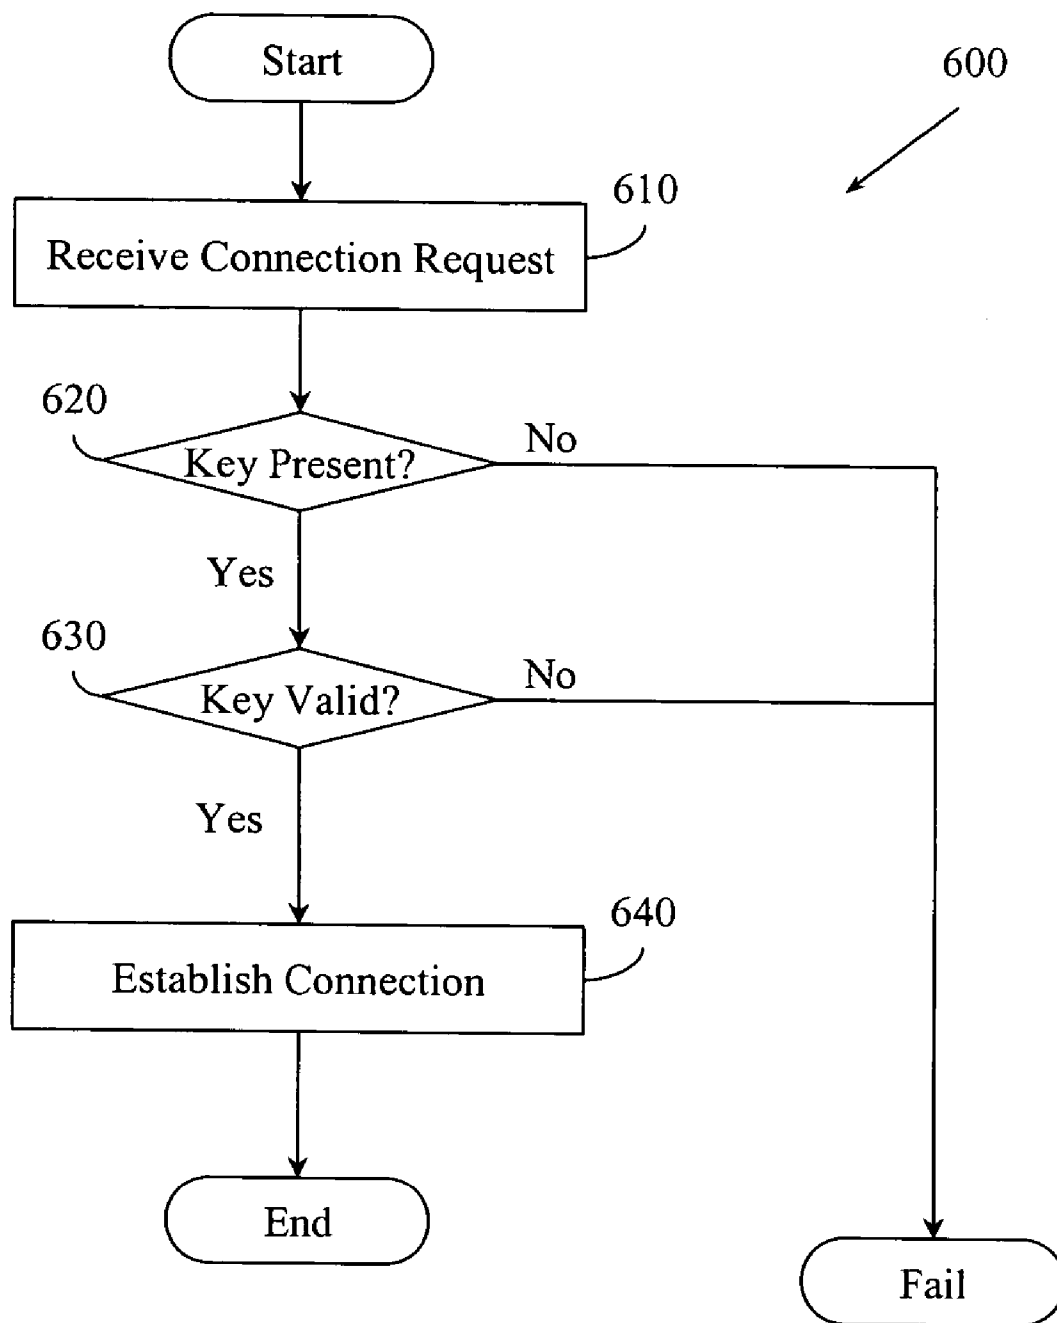 Start
600
610
Receive Connection Request
620
Key Present?
No
Yes
630
Key Valid?
No
Yes
640
Establish Connection
End
Fail